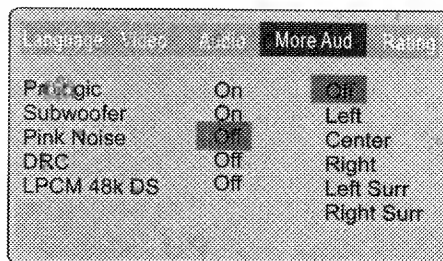 Language Video Audio More Aud Rating
Prologic On Off
Subwoofer On Left
Pink Noise Off Center
DRC Off Right
LPCM 48k DS Off Left Surr
Right Surr